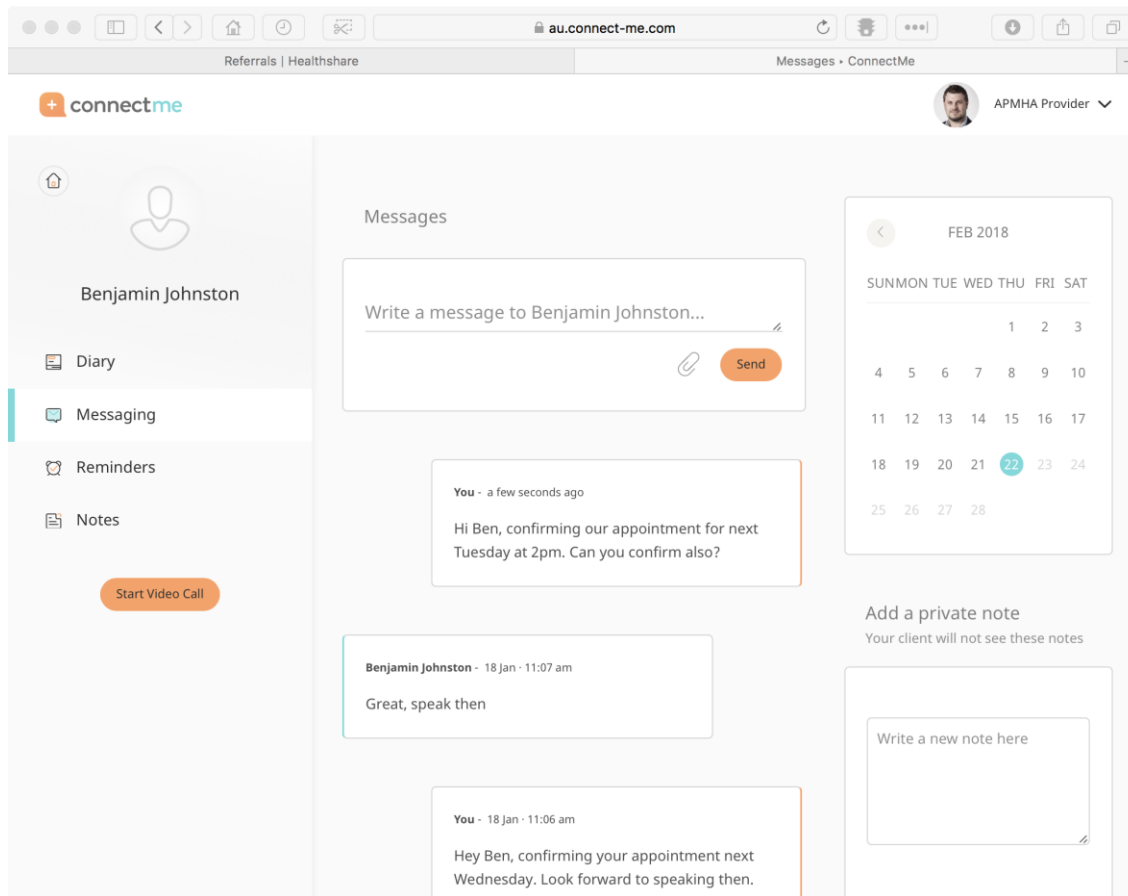 au.connect-me.com
Referrals | Healthshare
Messages ▸ ConnectMe
connectme
APMHA Provider
Benjamin Johnston
Diary
Messaging
Reminders
Notes
Start Video Call
Messages
Write a message to Benjamin Johnston...
Send
You - a few seconds ago
Hi Ben, confirming our appointment for next
Tuesday at 2pm. Can you confirm also?
Benjamin Johnston - 18 Jan · 11:07 am
Great, speak then
You - 18 Jan · 11:06 am
Hey Ben, confirming your appointment next
Wednesday. Look forward to speaking then.
FEB 2018
SUN MON TUE WED THU FRI SAT
1 2 3
4 5 6 7 8 9 10
11 12 13 14 15 16 17
18 19 20 21 22 23 24
25 26 27 28
Add a private note
Your client will not see these notes
Write a new note here